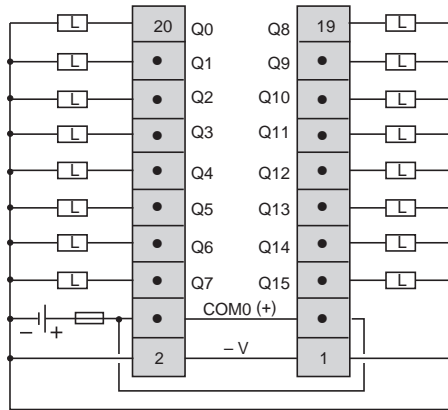 L 20 Q0 Q8 19 L
L Q1 Q9 L
L Q2 Q10 L
L Q3 Q11 L
L Q4 Q12 L
L Q5 Q13 L
L Q6 Q14 L
L Q7 Q15 L
− + COM0 (+)
2 – V 1